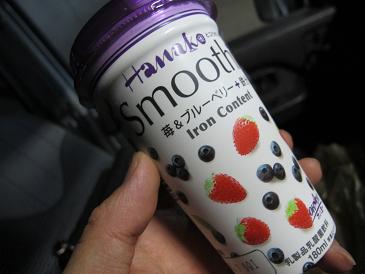 Hanako
Smooth
苺&ブルーベリー+鉄分
Iron Content
乳製品乳酸菌飲料
180ml